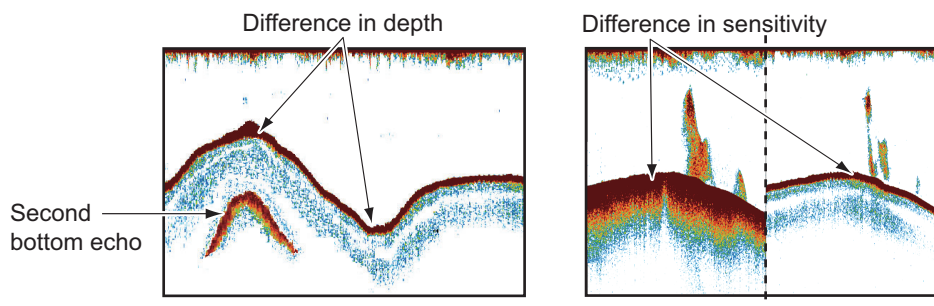 Difference in depth
Difference in sensitivity
Second
bottom echo